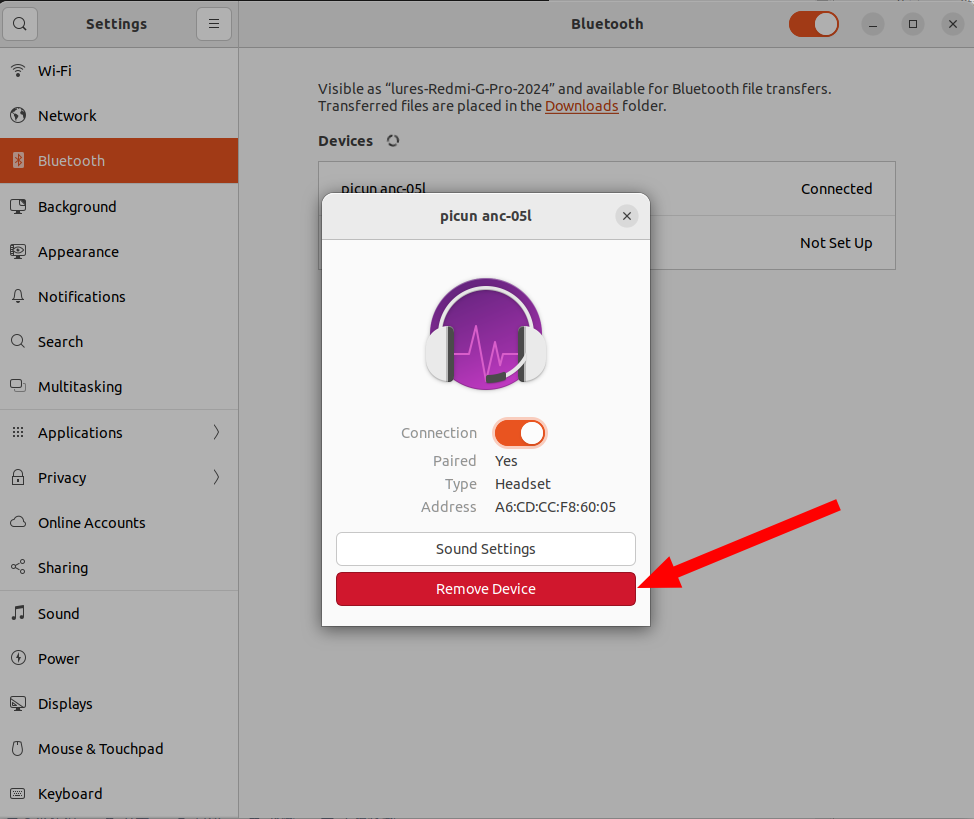 Settings
Bluetooth
Wi-Fi
Network
Bluetooth
Background
Appearance
Notifications
Search
Multitasking
Applications
Privacy
Online Accounts
Sharing
Sound
Power
Displays
Mouse & Touchpad
Keyboard
Visible as “lures-Redmi-G-Pro-2024” and available for Bluetooth file transfers.
Transferred files are placed in the Downloads folder.
Devices
picun anc-05l Connected
Not Set Up
picun anc-05l
Connection
Paired Yes
Type Headset
Address A6:CD:CC:F8:60:05
Sound Settings
Remove Device